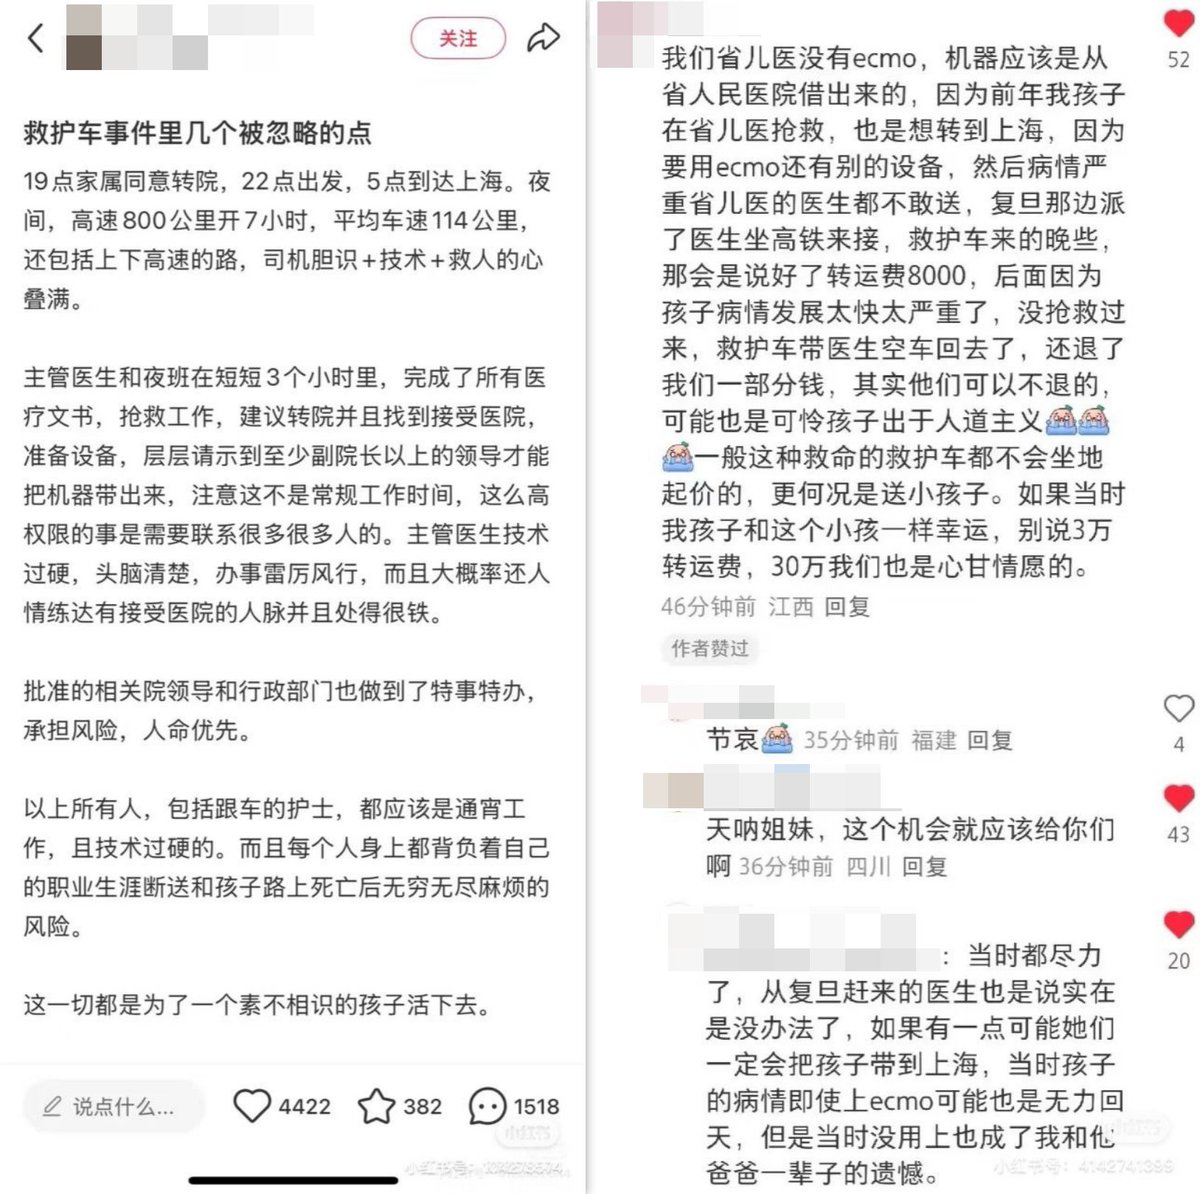 关注
救护车事件里几个被忽略的点
19点家属同意转院，22点出发，5点到达上海。夜
间，高速800公里开7小时，平均车速114公里，
还包括上下高速的路，司机胆识+技术+救人的心
叠满。
主管医生和夜班在短短3个小时里，完成了所有医
疗文书，抢救工作，建议转院并且找到接受医院，
准备设备，层层请示到至少副院长以上的领导才能
把机器带出来，注意这不是常规工作时间，这么高
权限的事是需要联系很多很多人的。主管医生技术
过硬，头脑清楚，办事雷厉风行，而且大概率还人
情练达有接受医院的人脉并且处得很铁。
批准的相关院领导和行政部门也做到了特事特办，
承担风险，人命优先。
以上所有人，包括跟车的护士，都应该是通宵工
作，且技术过硬的。而且每个人身上都背负着自己
的职业生涯断送和孩子路上死亡后无穷无尽麻烦的
风险。
这一切都是为了一个素不相识的孩子活下去。
说点什么...
4422
382
1518
小红书
小红书号：
我们省儿医没有ecmo，机器应该是从
省人民医院借出来的，因为前年我孩子
在省儿医抢救，也是想转到上海，因为
要用ecmo还有别的设备，然后病情严
重省儿医的医生都不敢送，复旦那边派
了医生坐高铁来接，救护车来的晚些，
那会是说好了转运费8000，后面因为
孩子病情发展太快太严重了，没抢救过
来，救护车带医生空车回去了，还退了
我们一部分钱，其实他们可以不退的，
可能也是可怜孩子出于人道主义
一般这种救命的救护车都不会坐地
起价的，更何况是送小孩子。如果当时
我孩子和这个小孩一样幸运，别说3万
转运费，30万我们也是心甘情愿的。
46分钟前 江西 回复
作者赞过
52
节哀 35分钟前 福建 回复
4
天呐姐妹，这个机会就应该给你们
啊 36分钟前 四川 回复
43
：当时都尽力
了，从复旦赶来的医生也是说实在
是没办法了，如果有一点可能她们
一定会把孩子带到上海，当时孩子
的病情即使上ecmo可能也是无力回
天，但是当时没用上也成了我和他
爸爸一辈子的遗憾。
20
小红书号：4142741399